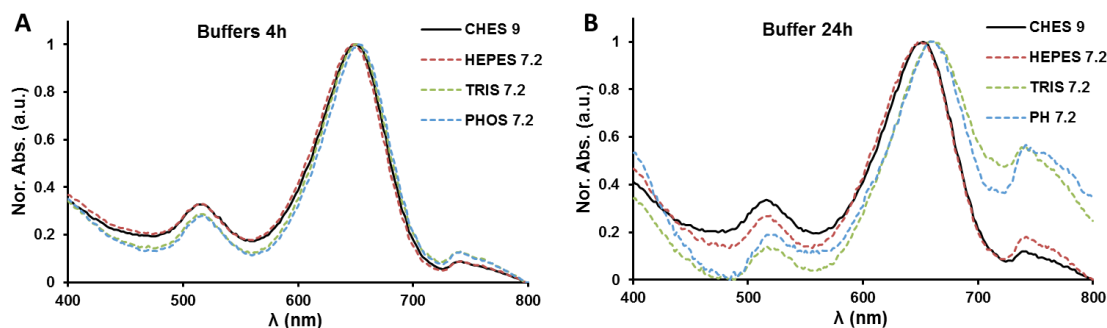 A
Buffers 4h
CHES 9
HEPES 7.2
TRIS 7.2
PHOS 7.2
Nor. Abs. (a.u.)
1
0.8
0.6
0.4
0.2
0
400
500
600
700
800
λ (nm)
B
Buffer 24h
CHES 9
HEPES 7.2
TRIS 7.2
PH 7.2
Nor. Abs. (a.u.)
1
0.8
0.6
0.4
0.2
0
400
500
600
700
800
λ (nm)